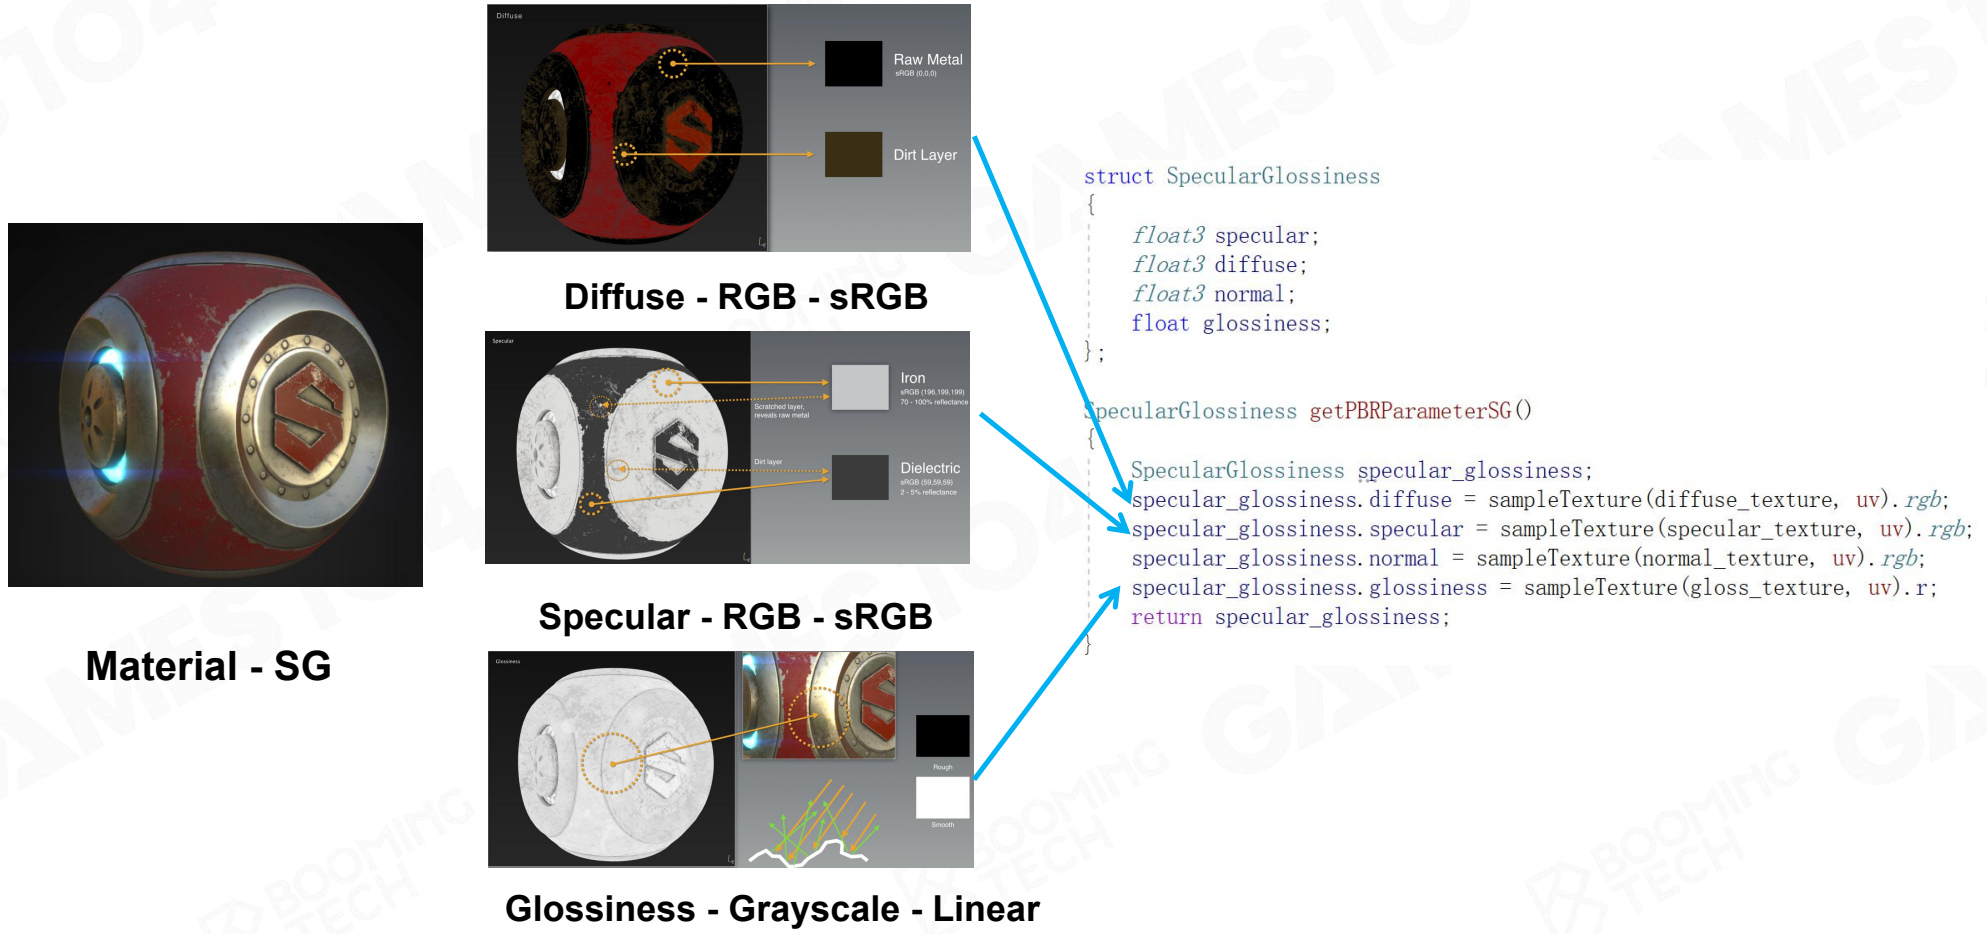 Diffuse
Raw Metal
sRGB (0,0,0)
Dirt Layer
Diffuse - RGB - sRGB
Specular
Iron
sRGB (196,199,199)
70 - 100% reflectance
Scratched layer,
reveals raw metal
Dirt layer
Dielectric
sRGB (59,59,59)
2 - 5% reflectance
Specular - RGB - sRGB
Glossiness
Rough
Smooth
Glossiness - Grayscale - Linear
Material - SG
struct SpecularGlossiness
{
float3 specular;
float3 diffuse;
float3 normal;
float glossiness;
};
SpecularGlossiness getPBRParameterSG()
{
SpecularGlossiness specular_glossiness;
specular_glossiness.diffuse = sampleTexture(diffuse_texture, uv).rgb;
specular_glossiness.specular = sampleTexture(specular_texture, uv).rgb;
specular_glossiness.normal = sampleTexture(normal_texture, uv).rgb;
specular_glossiness.glossiness = sampleTexture(gloss_texture, uv).r;
return specular_glossiness;
}
GAMES104
BOOMING
TECH